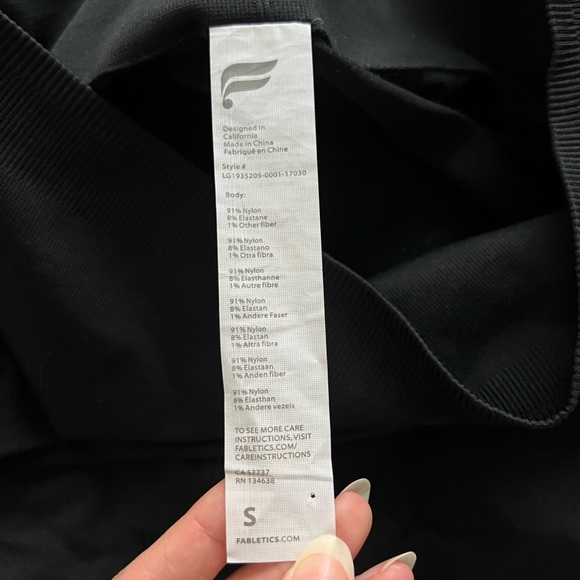 Designed in
California
Made in China
Fabriqué en Chine
Style #
LG1935205-0001-17030
Body:
91% Nylon
8% Elastane
1% Other fiber
91% Nylon
8% Elastano
1% Otra fibra
91% Nylon
8% Elasthanne
1% Autre fibre
91% Nylon
8% Elastan
1% Andere Faser
91% Nylon
8% Elastan
1% Altra fibra
91% Nylon
8% Elastaan
1% Anden fiber
91% Nylon
8% Elasthan
1% Andere vezels
TO SEE MORE CARE
INSTRUCTIONS, VISIT
FABLETICS.COM/
CAREINSTRUCTIONS
CA 57737
RN 134638
S
FABLETICS.COM